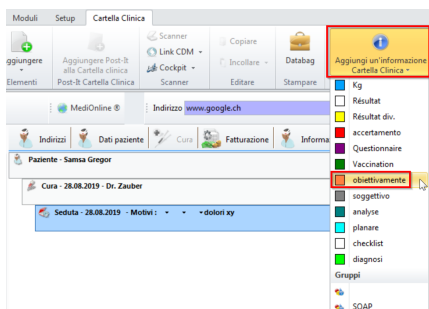 Moduli Setup Cartella Clinica
ggiungere
Aggiungere Post-It
alla Cartella clinica
Scanner
Link CDM
Cockpit
Copiere
Incollare
Databag
Aggiungi un'informazione
Cartella Clinica
Elementi Post-It Cartella Clinica Scanner Editare Stampare
MediOnline ® Indirizzo www.google.ch
Indirizzi Dati paziente Cura Fatturazione Informa
Paziente - Samsa Gregor
Cura - 28.08.2019 - Dr. Zauber
Seduta - 28.08.2019 - Motivi : - - - dolori xy
Kg
Résultat
Résultat div.
accertamento
Questionnaire
Vaccination
obiettivamente
soggettivo
analyse
planare
checklist
diagnosi
Gruppi
SOAP